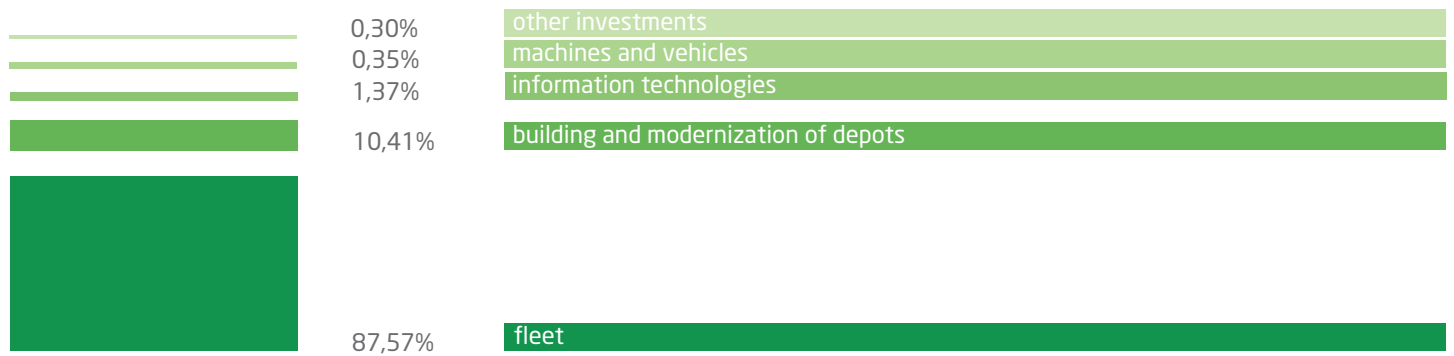 0,30% other investments
0,35% machines and vehicles
1,37% information technologies
10,41% building and modernization of depots
87,57% fleet